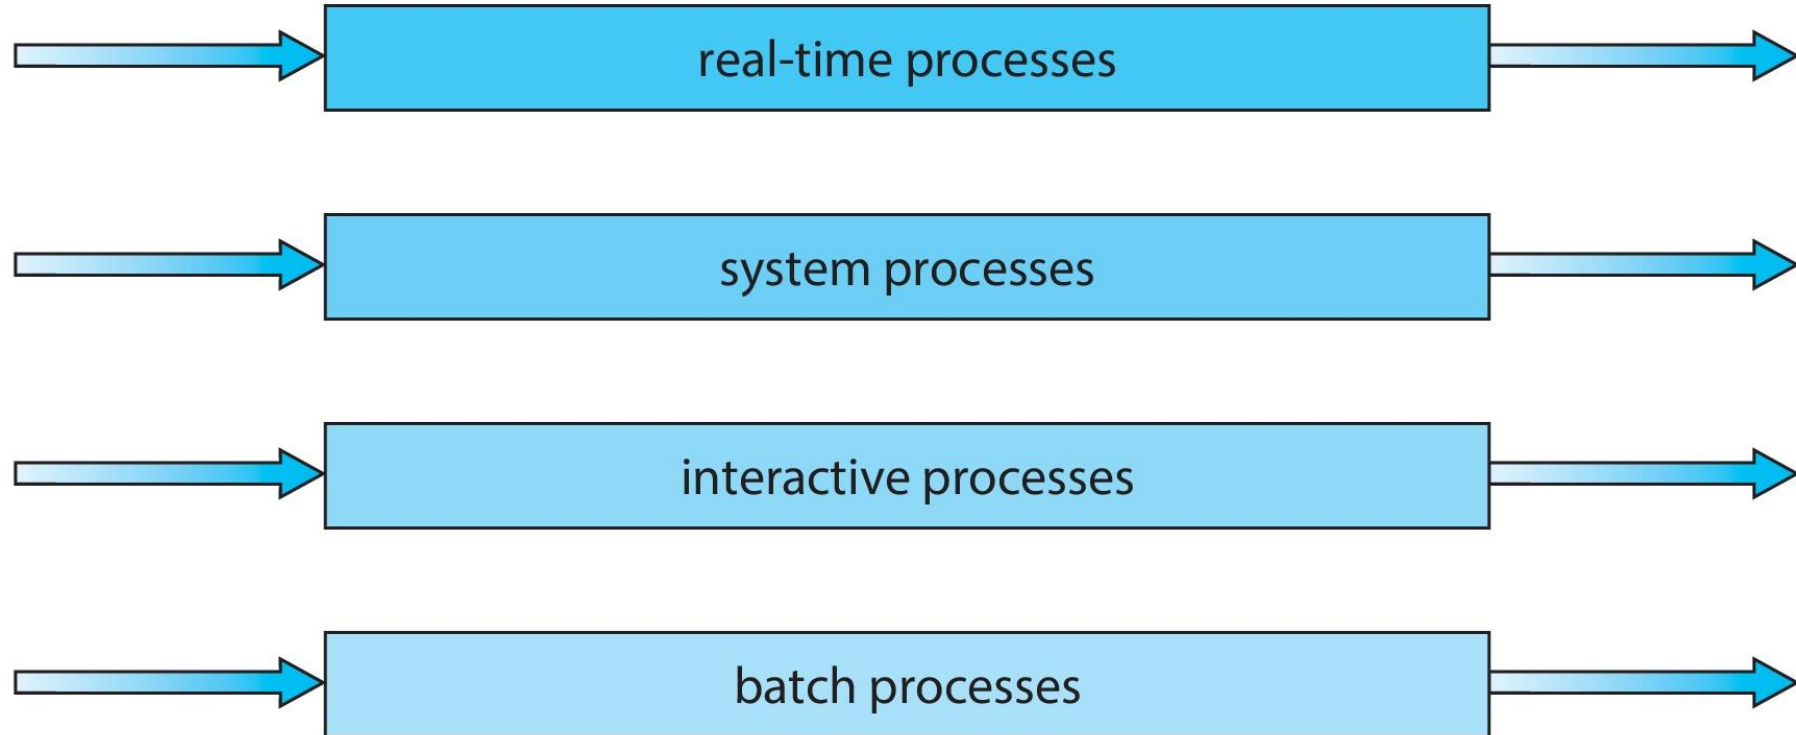 real-time processes
system processes
interactive processes
batch processes